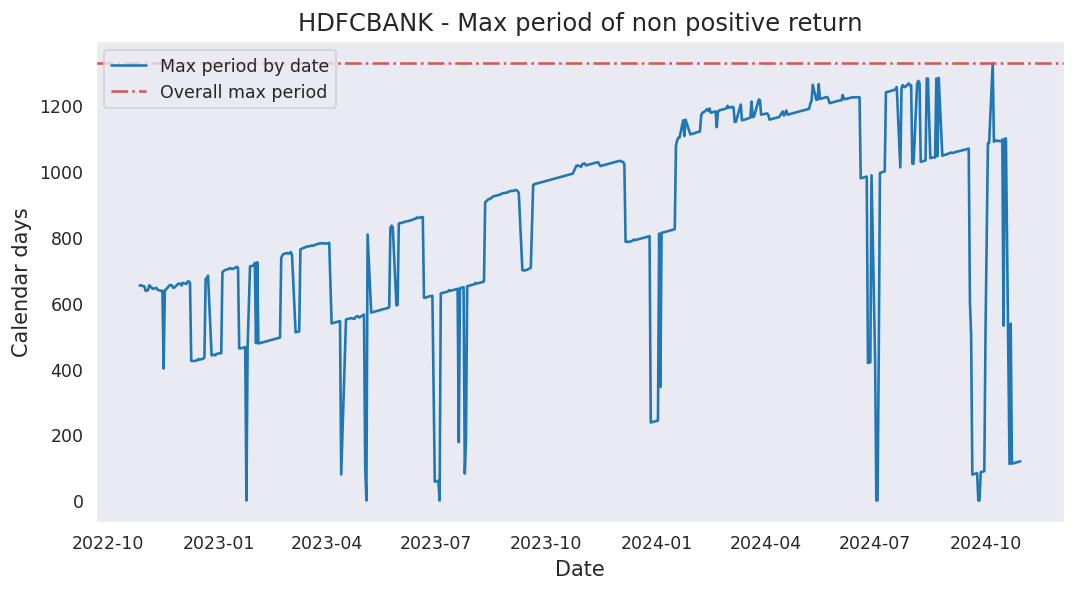 HDFCBANK - Max period of non positive return
Max period by date
Overall max period
Calendar days
1200
1000
800
600
400
200
0
2022-10 2023-01 2023-04 2023-07 2023-10 2024-01 2024-04 2024-07 2024-10
Date